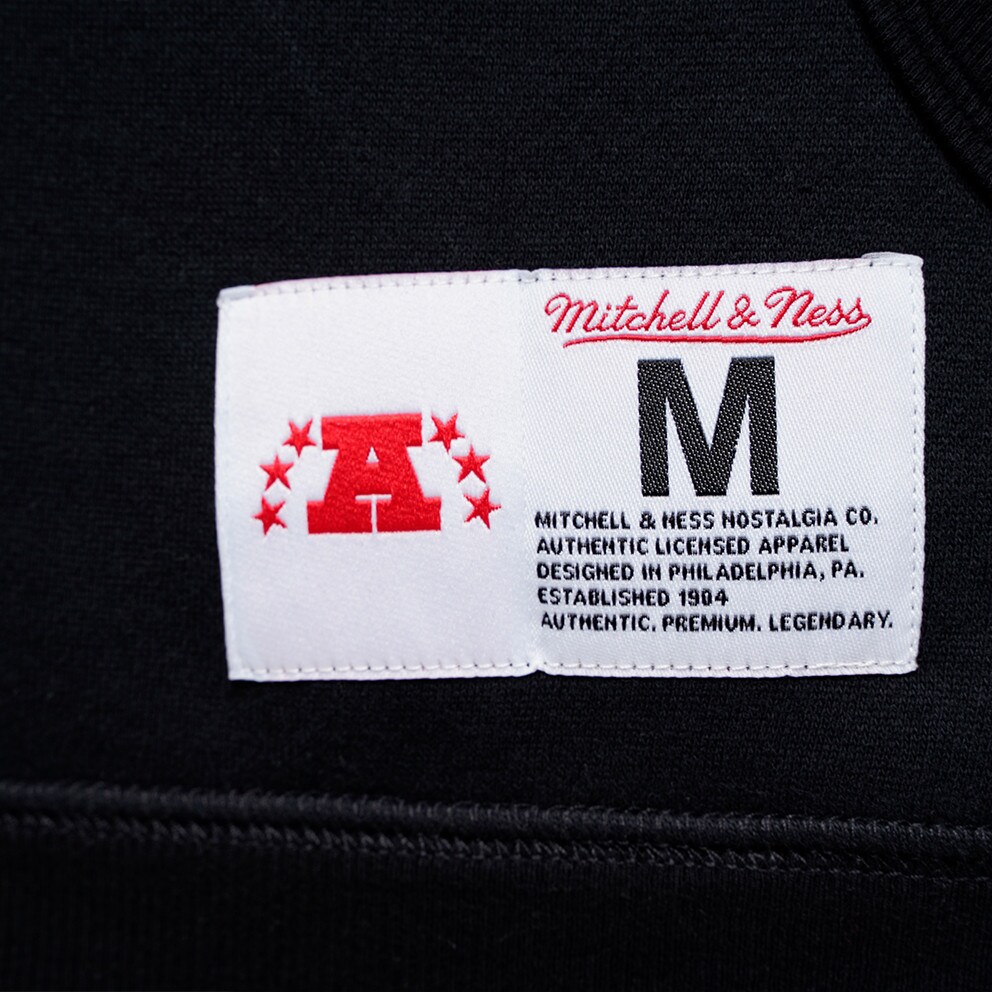 A
Mitchell & Ness
M
MITCHELL & NESS NOSTALGIA CO.
AUTHENTIC LICENSED APPAREL
DESIGNED IN PHILADELPHIA, PA.
ESTABLISHED 1904
AUTHENTIC. PREMIUM. LEGENDARY.